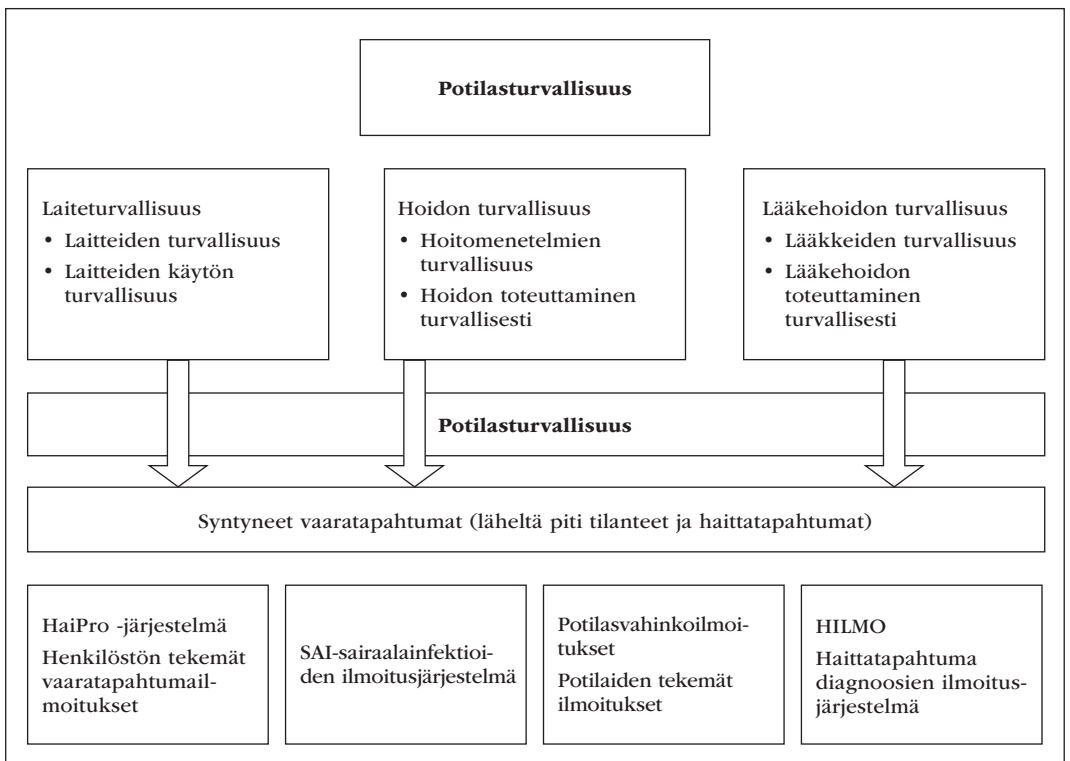 Potilasturvallisuus
Laiteturvallisuus
• Laitteiden turvallisuus
• Laitteiden käytön
turvallisuus
Hoidon turvallisuus
• Hoitomenetelmien
turvallisuus
• Hoidon toteuttaminen
turvallisesti
Lääkehoidon turvallisuus
• Lääkkeiden turvallisuus
• Lääkehoidon
toteuttaminen
turvallisesti
Potilasturvallisuus
Syntyneet vaaratapahtumat (läheltä piti tilanteet ja haittatapahtumat)
HaiPro -järjestelmä
Henkilöstön tekemät
vaaratapahtumail-
moitukset
SAI-sairaalainfektioi-
den ilmoitusjärjestelmä
Potilasvahinkoilmoi-
tukset
Potilaiden tekemät
ilmoitukset
HILMO
Haittatapahtuma
diagnoosien ilmoitus-
järjestelmä